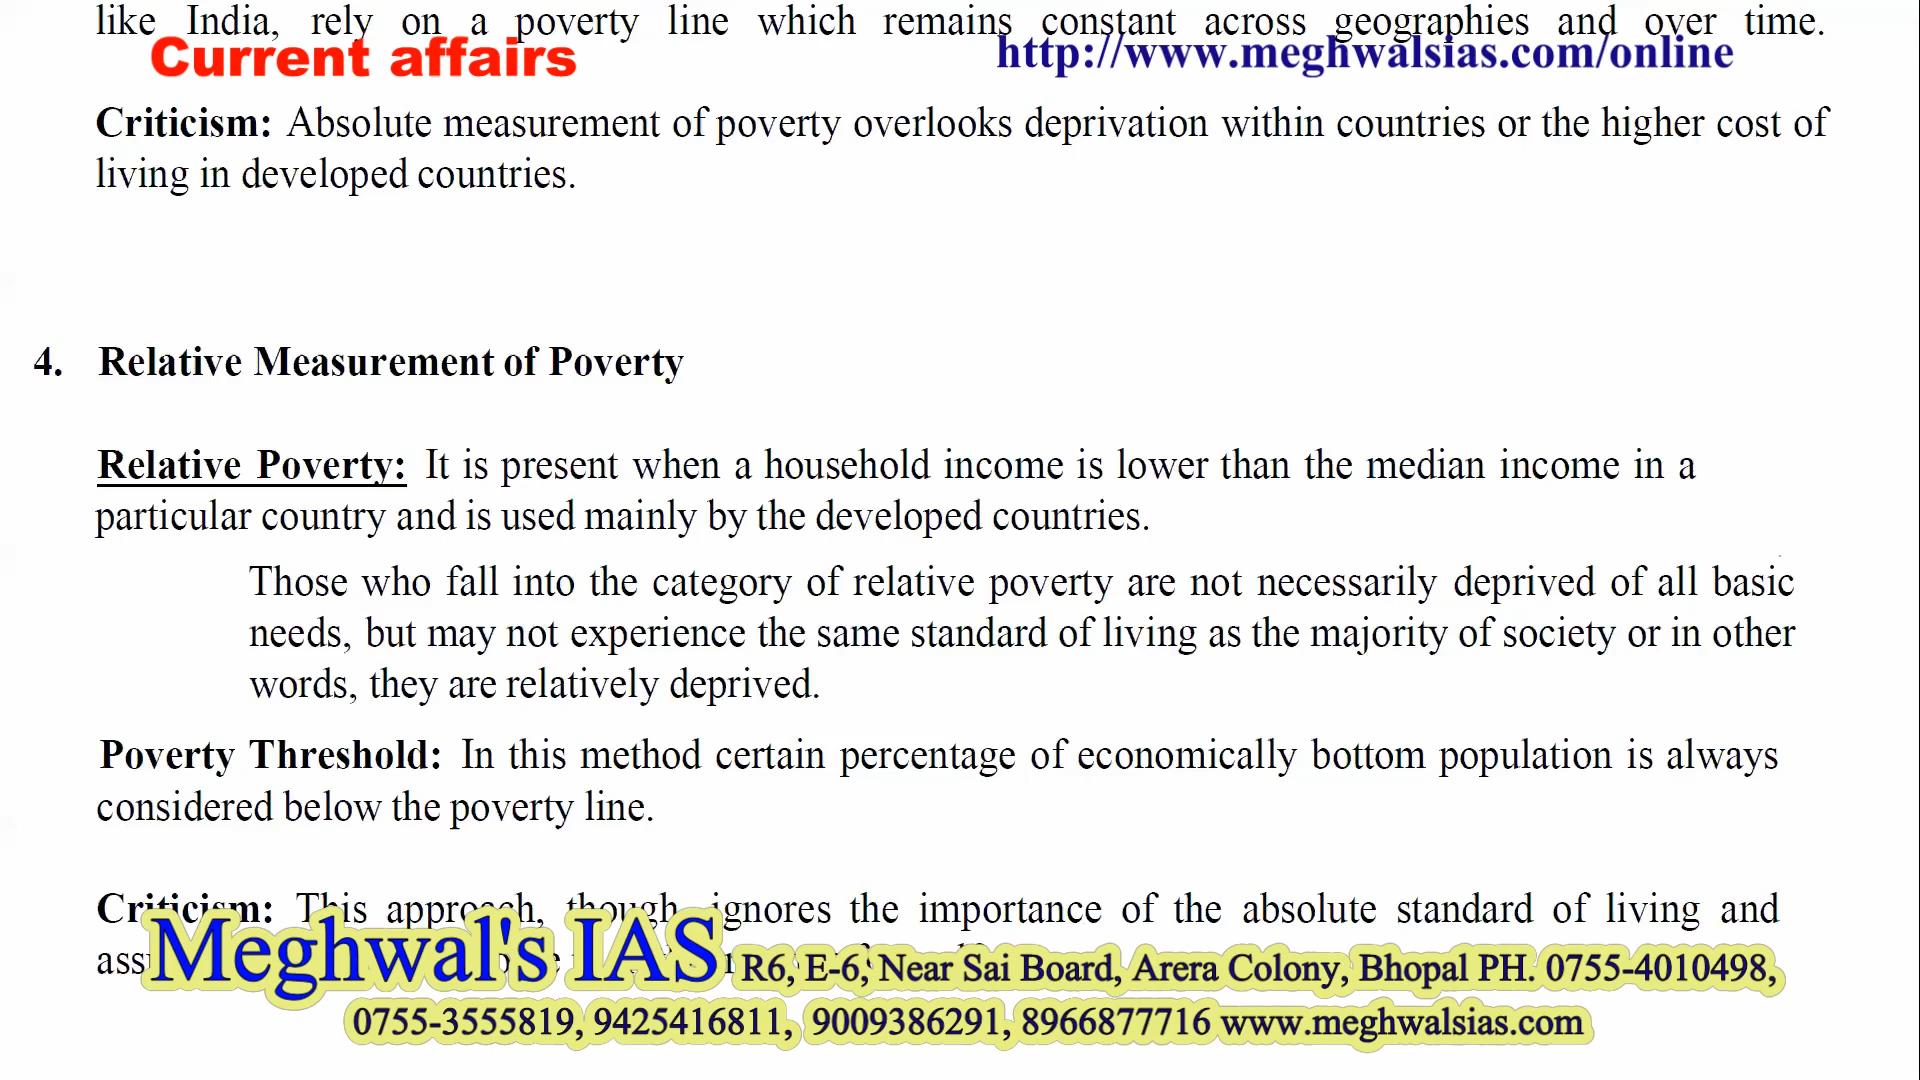 like India, rely on a poverty line which remains constant across geographies and over time.
Current affairs
http://www.meghwalsias.com/online
Criticism: Absolute measurement of poverty overlooks deprivation within countries or the higher cost of
living in developed countries.
4. Relative Measurement of Poverty
Relative Poverty: It is present when a household income is lower than the median income in a
particular country and is used mainly by the developed countries.
Those who fall into the category of relative poverty are not necessarily deprived of all basic
needs, but may not experience the same standard of living as the majority of society or in other
words, they are relatively deprived.
Poverty Threshold: In this method certain percentage of economically bottom population is always
considered below the poverty line.
Criticism: This approach, though ignores the importance of the absolute standard of living and
Meghwal's IAS R6, E-6, Near Sai Board, Arera Colony, Bhopal PH. 0755-4010498,
0755-3555819, 9425416811, 9009386291, 8966877716 www.meghwalsias.com